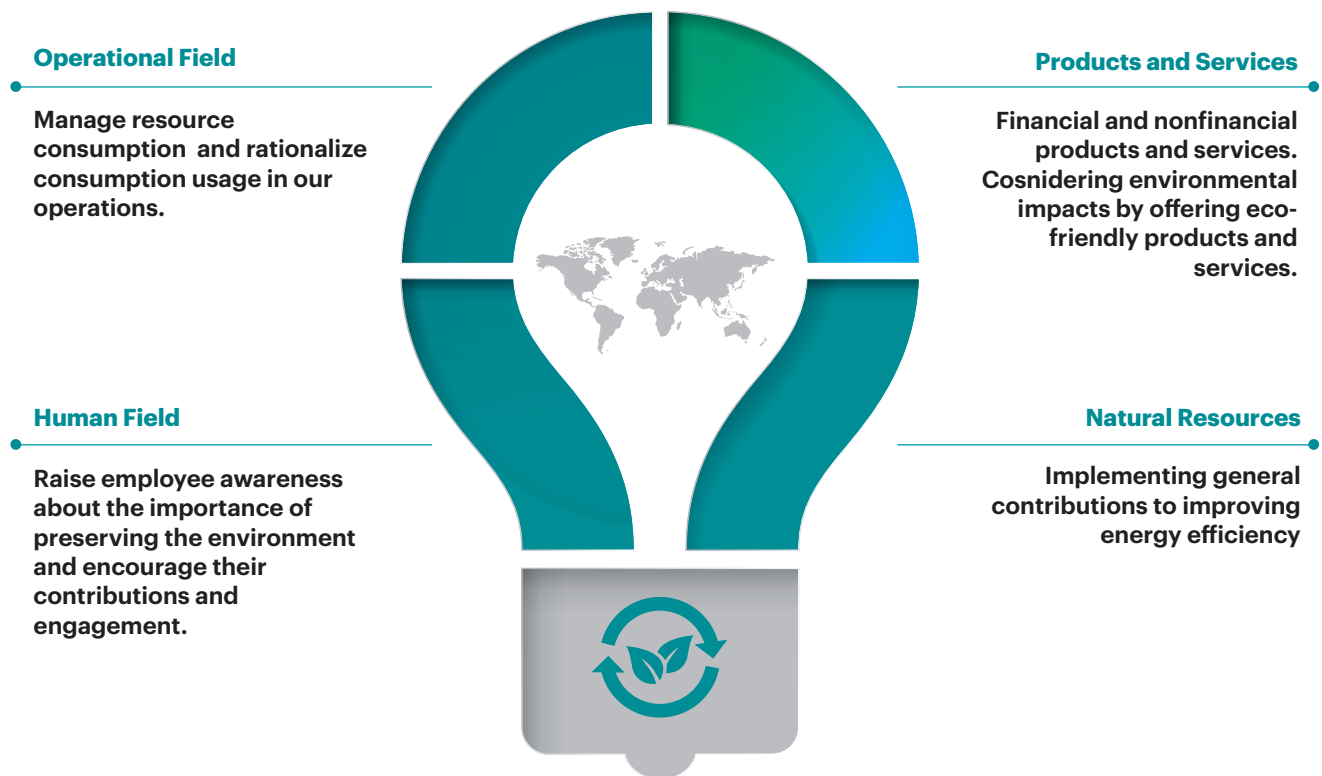 Operational Field
Manage resource
consumption and rationalize
consumption usage in our
operations.
Products and Services
Financial and nonfinancial
products and services.
Cosnidering environmental
impacts by offering eco-
friendly products and
services.
Human Field
Raise employee awareness
about the importance of
preserving the environment
and encourage their
contributions and
engagement.
Natural Resources
Implementing general
contributions to improving
energy efficiency